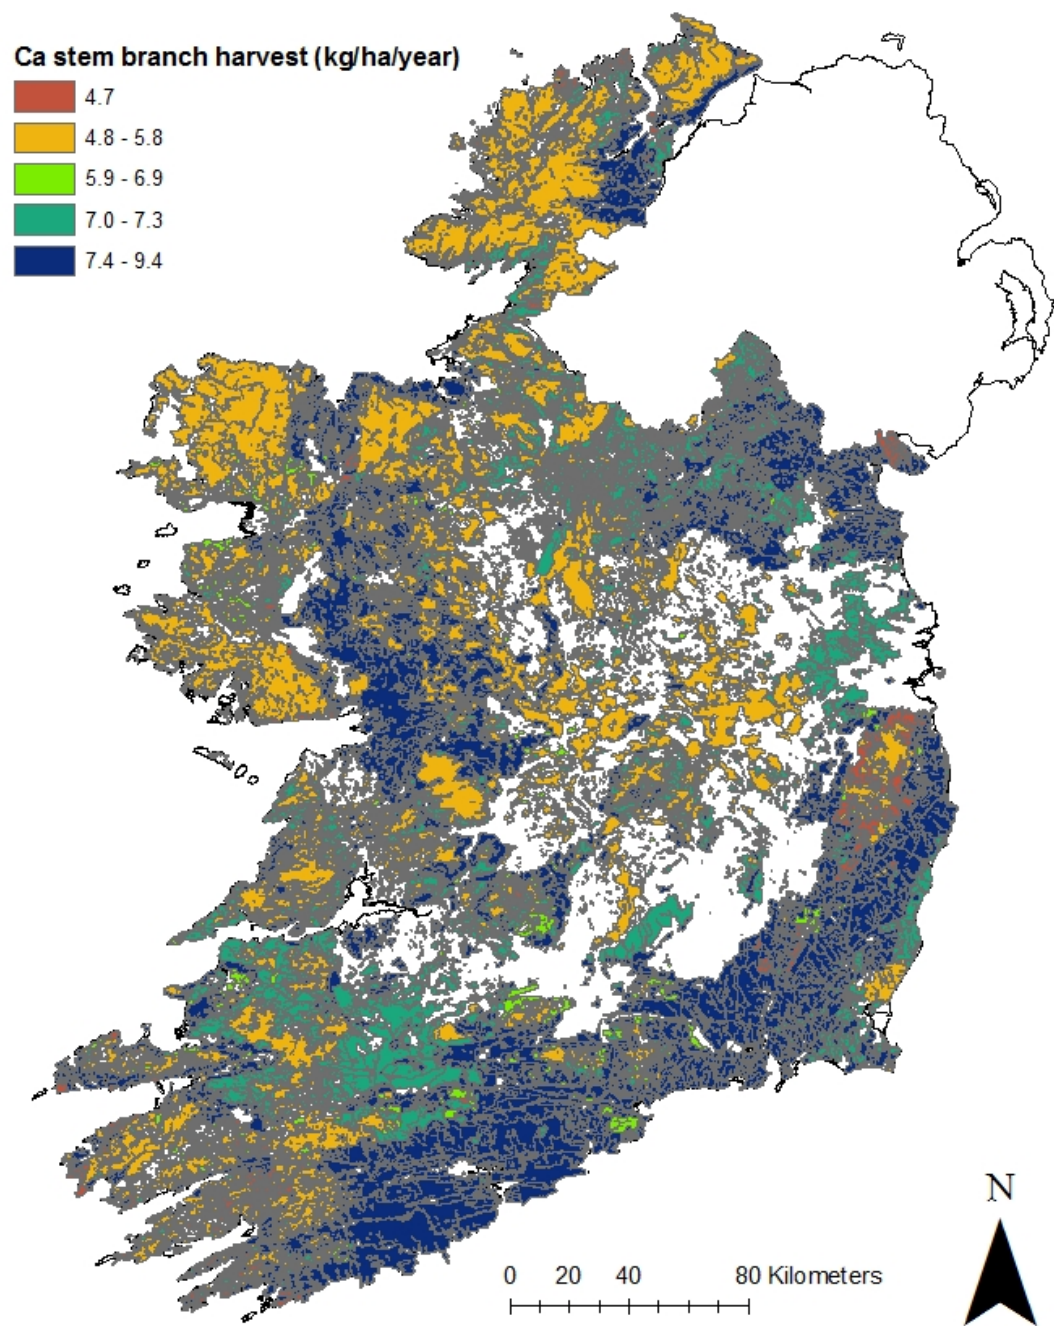 Ca stem branch harvest (kg/ha/year)
4.7
4.8 - 5.8
5.9 - 6.9
7.0 - 7.3
7.4 - 9.4
N
0 20 40 80 Kilometers